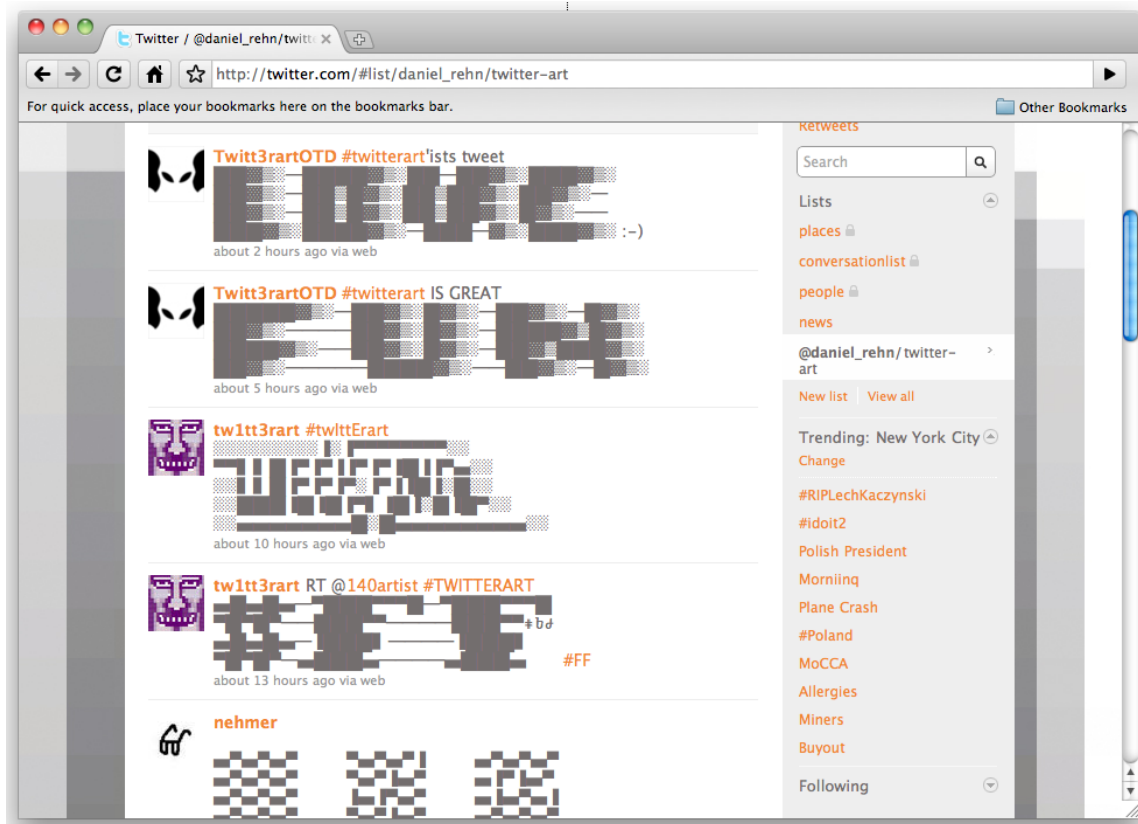 Twitter / @daniel_rehn/twitt
http://twitter.com/#list/daniel_rehn/twitter-art
For quick access, place your bookmarks here on the bookmarks bar.
Other Bookmarks
Twitt3rartOTD #twitterart'ists tweet
:-)
about 2 hours ago via web
Twitt3rartOTD #twitterart IS GREAT
about 5 hours ago via web
tw1tt3rart #twIttErart
about 10 hours ago via web
tw1tt3rart RT @140artist #TWITTERART
#FF
about 13 hours ago via web
nehmer
Retweets
Search
Lists
places
conversationlist
people
news
@daniel_rehn/twitter-
art
New list View all
Trending: New York City
Change
#RIPLechKaczynski
#idoit2
Polish President
Morniinq
Plane Crash
#Poland
MoCCA
Allergies
Miners
Buyout
Following